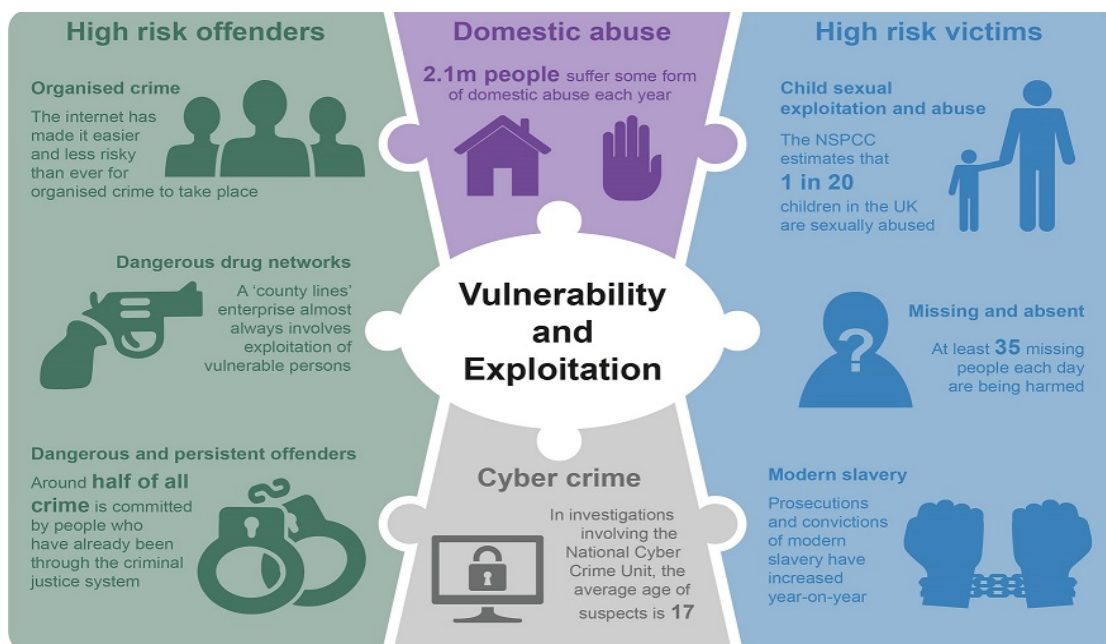 High risk offenders
Organised crime
The internet has
made it easier
and less risky
than ever for
organised crime to take place
Dangerous drug networks
A ‘county lines’
enterprise almost
always involves
exploitation of
vulnerable persons
Dangerous and persistent offenders
Around half of all
crime is committed
by people who
have already been
through the criminal
justice system
Domestic abuse
2.1m people suffer some form
of domestic abuse each year
Vulnerability
and
Exploitation
Cyber crime
In investigations
involving the
National Cyber
Crime Unit, the
average age of
suspects is 17
High risk victims
Child sexual
exploitation and abuse
The NSPCC
estimates that
1 in 20
children in the UK
are sexually abused
?
Missing and absent
At least 35 missing
people each day
are being harmed
Modern slavery
Prosecutions
and convictions
of modern
slavery have
increased
year-on-year